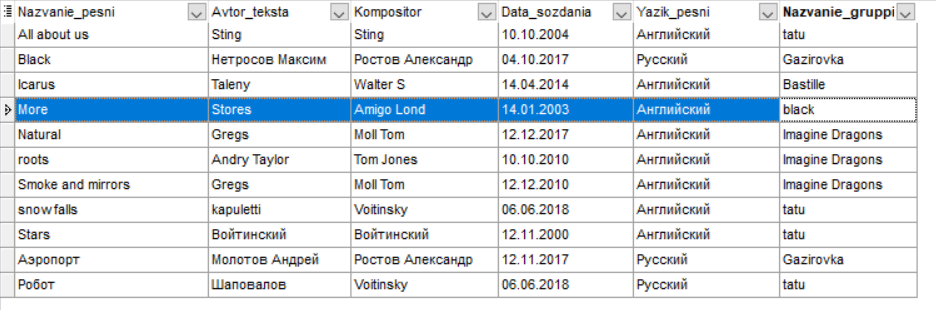 Nazvanie_pesni Avtor_teksta Kompositor Data_sozdania Yazik_pesni Nazvanie_gruppi
All about us Sting Sting 10.10.2004 Английский tatu
Black Нетросов Максим Ростов Александр 04.10.2017 Русский Gazirovka
Icarus Taleny Walter S 14.04.2014 Английский Bastille
More Stores Amigo Lond 14.01.2003 Английский black
Natural Gregs Moll Tom 12.12.2017 Английский Imagine Dragons
roots Andry Taylor Tom Jones 10.10.2010 Английский Imagine Dragons
Smoke and mirrors Gregs Moll Tom 12.12.2010 Английский Imagine Dragons
snowfalls kapuletti Voitinsky 06.06.2018 Английский tatu
Stars Войтинский Войтинский 12.11.2000 Английский tatu
Аэропорт Молотов Андрей Ростов Александр 12.11.2017 Русский Gazirovka
Робот Шаповалов Voitinsky 06.06.2018 Русский tatu